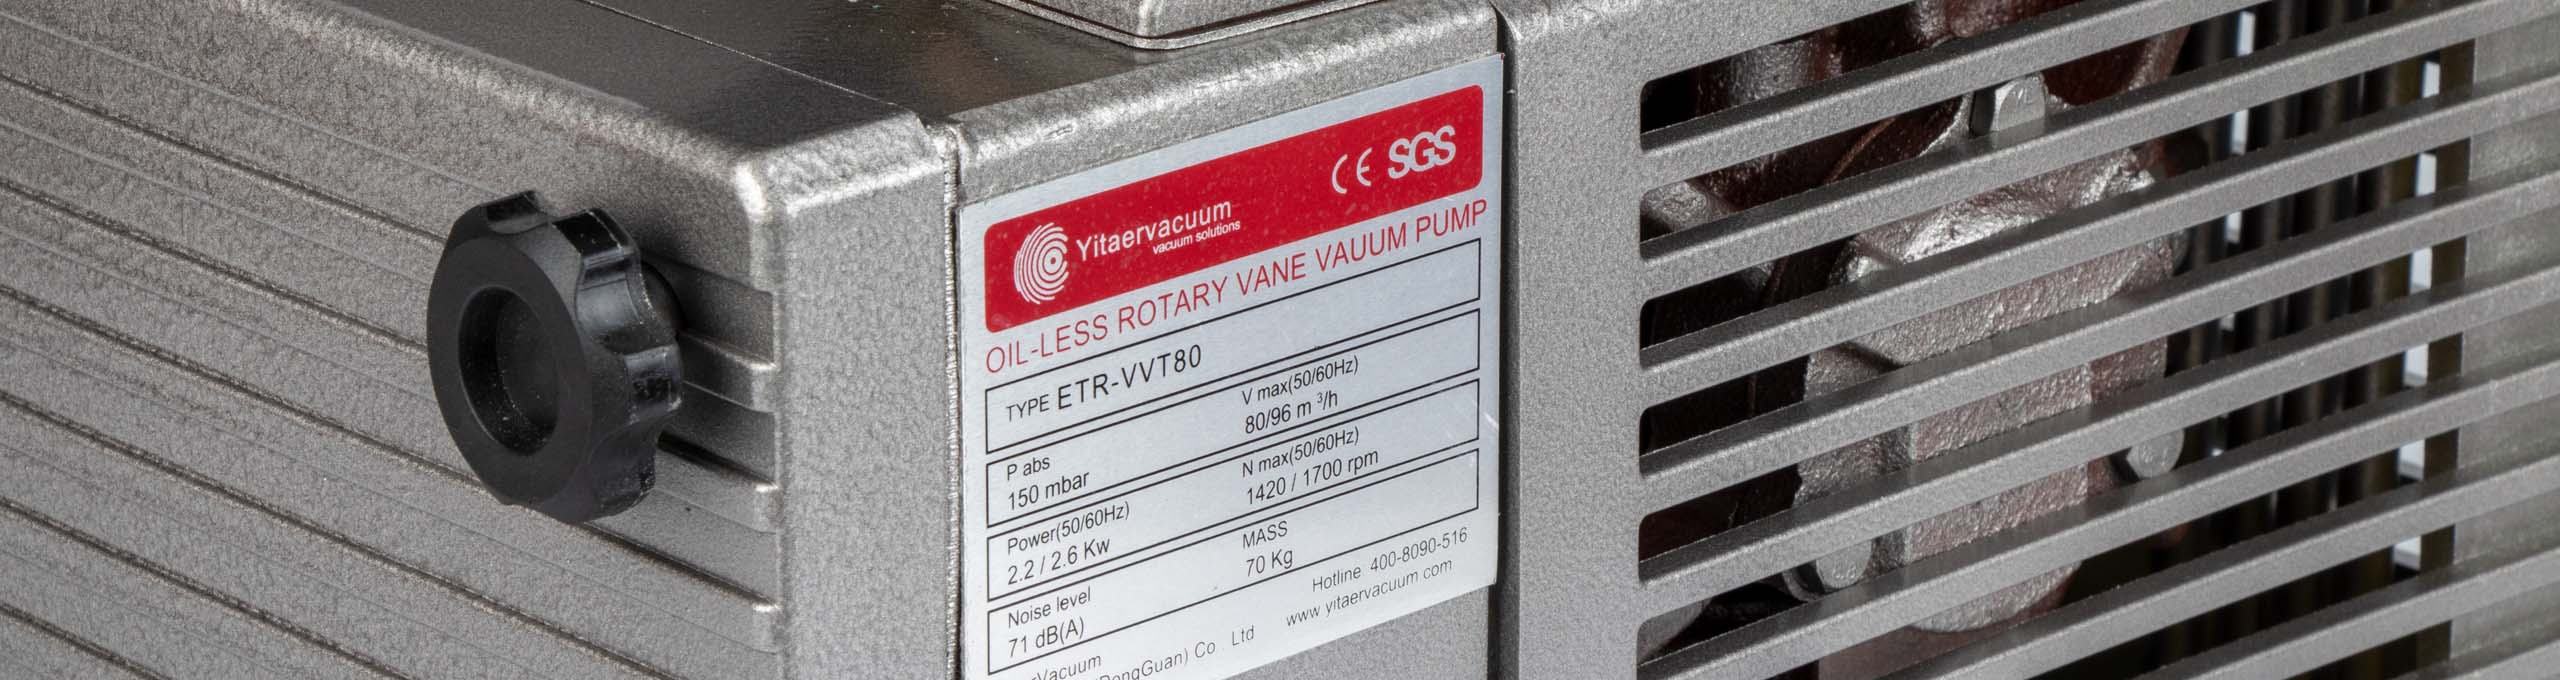 Yitaervacuum
vacuum solutions
CE SGS
OIL-LESS ROTARY VANE VAUUM PUMP
TYPE ETR-VVT80
P abs
150 mbar
V max(50/60Hz)
80/96 m ³/h
Power(50/60Hz)
2.2 / 2.6 Kw
N max(50/60Hz)
1420 / 1700 rpm
Noise level
71 dB(A)
MASS
70 Kg
Hotline 400-8090-516
www yitaervacuum com
Co . Ltd